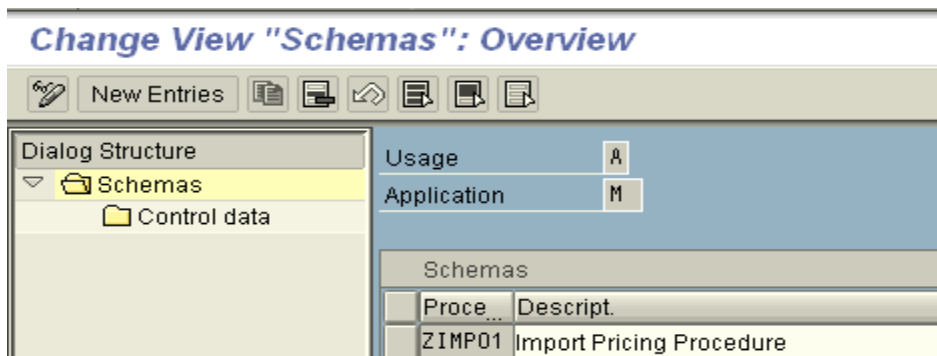 Change View "Schemas": Overview
New Entries
Dialog Structure
Schemas
Control data
Usage A
Application M
Schemas
Proce... Descript.
ZIMP01 Import Pricing Procedure